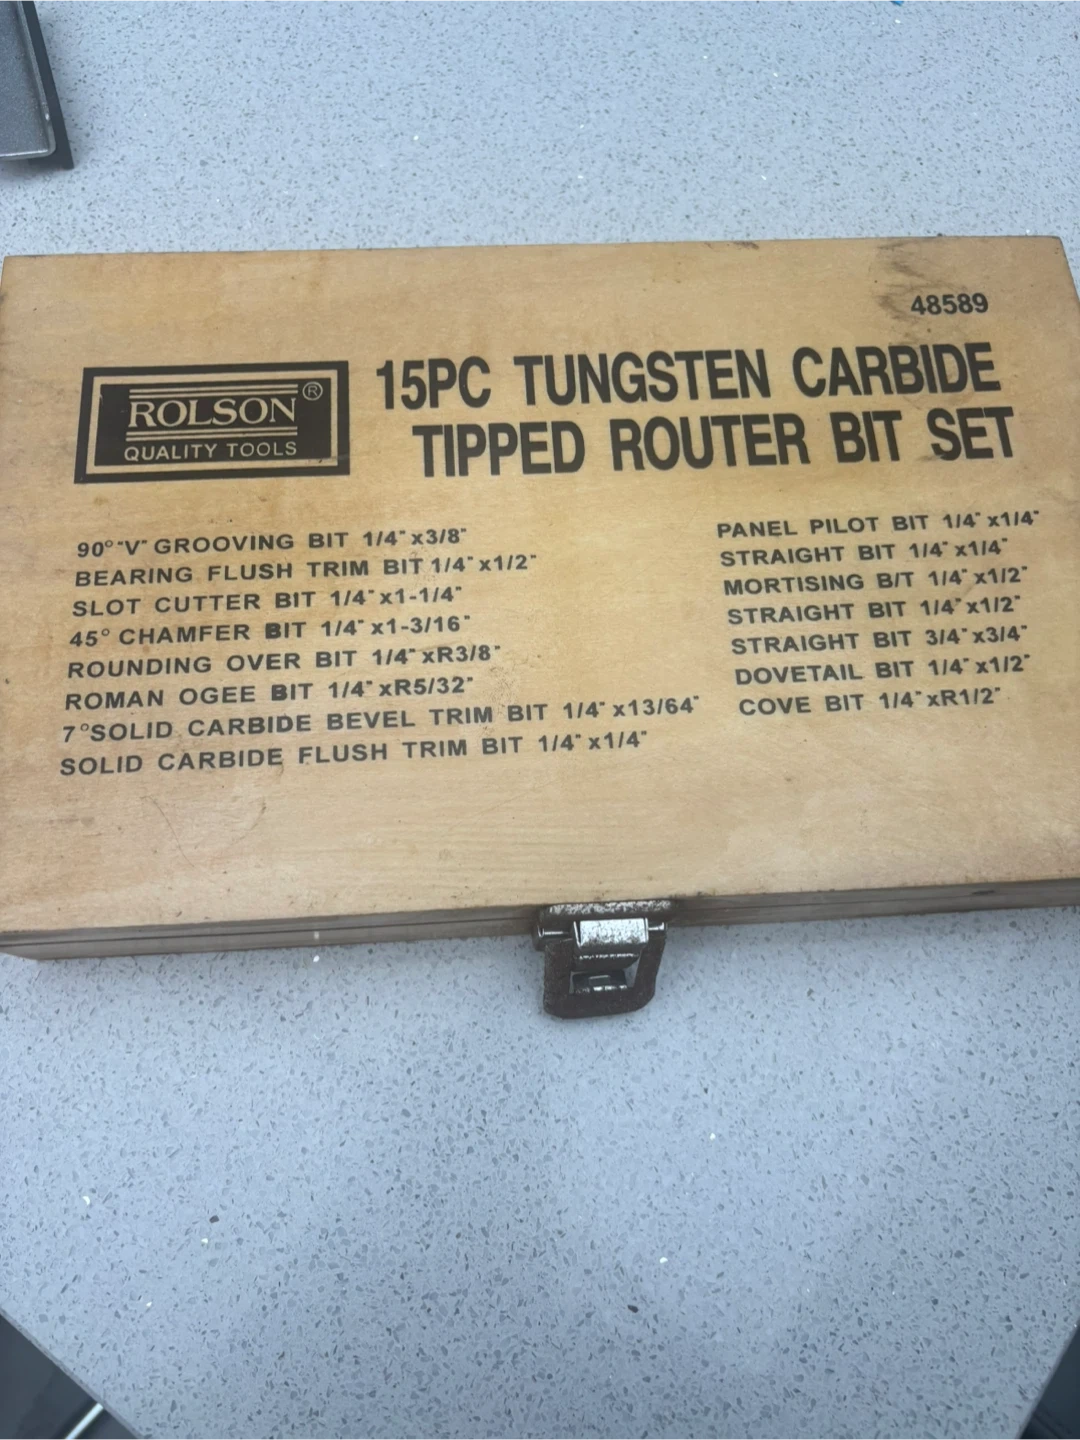 48589
ROLSON®
QUALITY TOOLS
15PC TUNGSTEN CARBIDE
TIPPED ROUTER BIT SET
90°"V" GROOVING BIT 1/4"x3/8"
BEARING FLUSH TRIM BIT 1/4"x1/2"
SLOT CUTTER BIT 1/4"x1-1/4"
45° CHAMFER BIT 1/4"x1-3/16"
ROUNDING OVER BIT 1/4"xR3/8"
ROMAN OGEE BIT 1/4"xR5/32"
7°SOLID CARBIDE BEVEL TRIM BIT 1/4"x13/64"
SOLID CARBIDE FLUSH TRIM BIT 1/4"x1/4"
PANEL PILOT BIT 1/4"x1/4"
STRAIGHT BIT 1/4"x1/4"
MORTISING B/T 1/4"x1/2"
STRAIGHT BIT 1/4"x1/2"
STRAIGHT BIT 3/4"x3/4"
DOVETAIL BIT 1/4"x1/2"
COVE BIT 1/4"xR1/2"